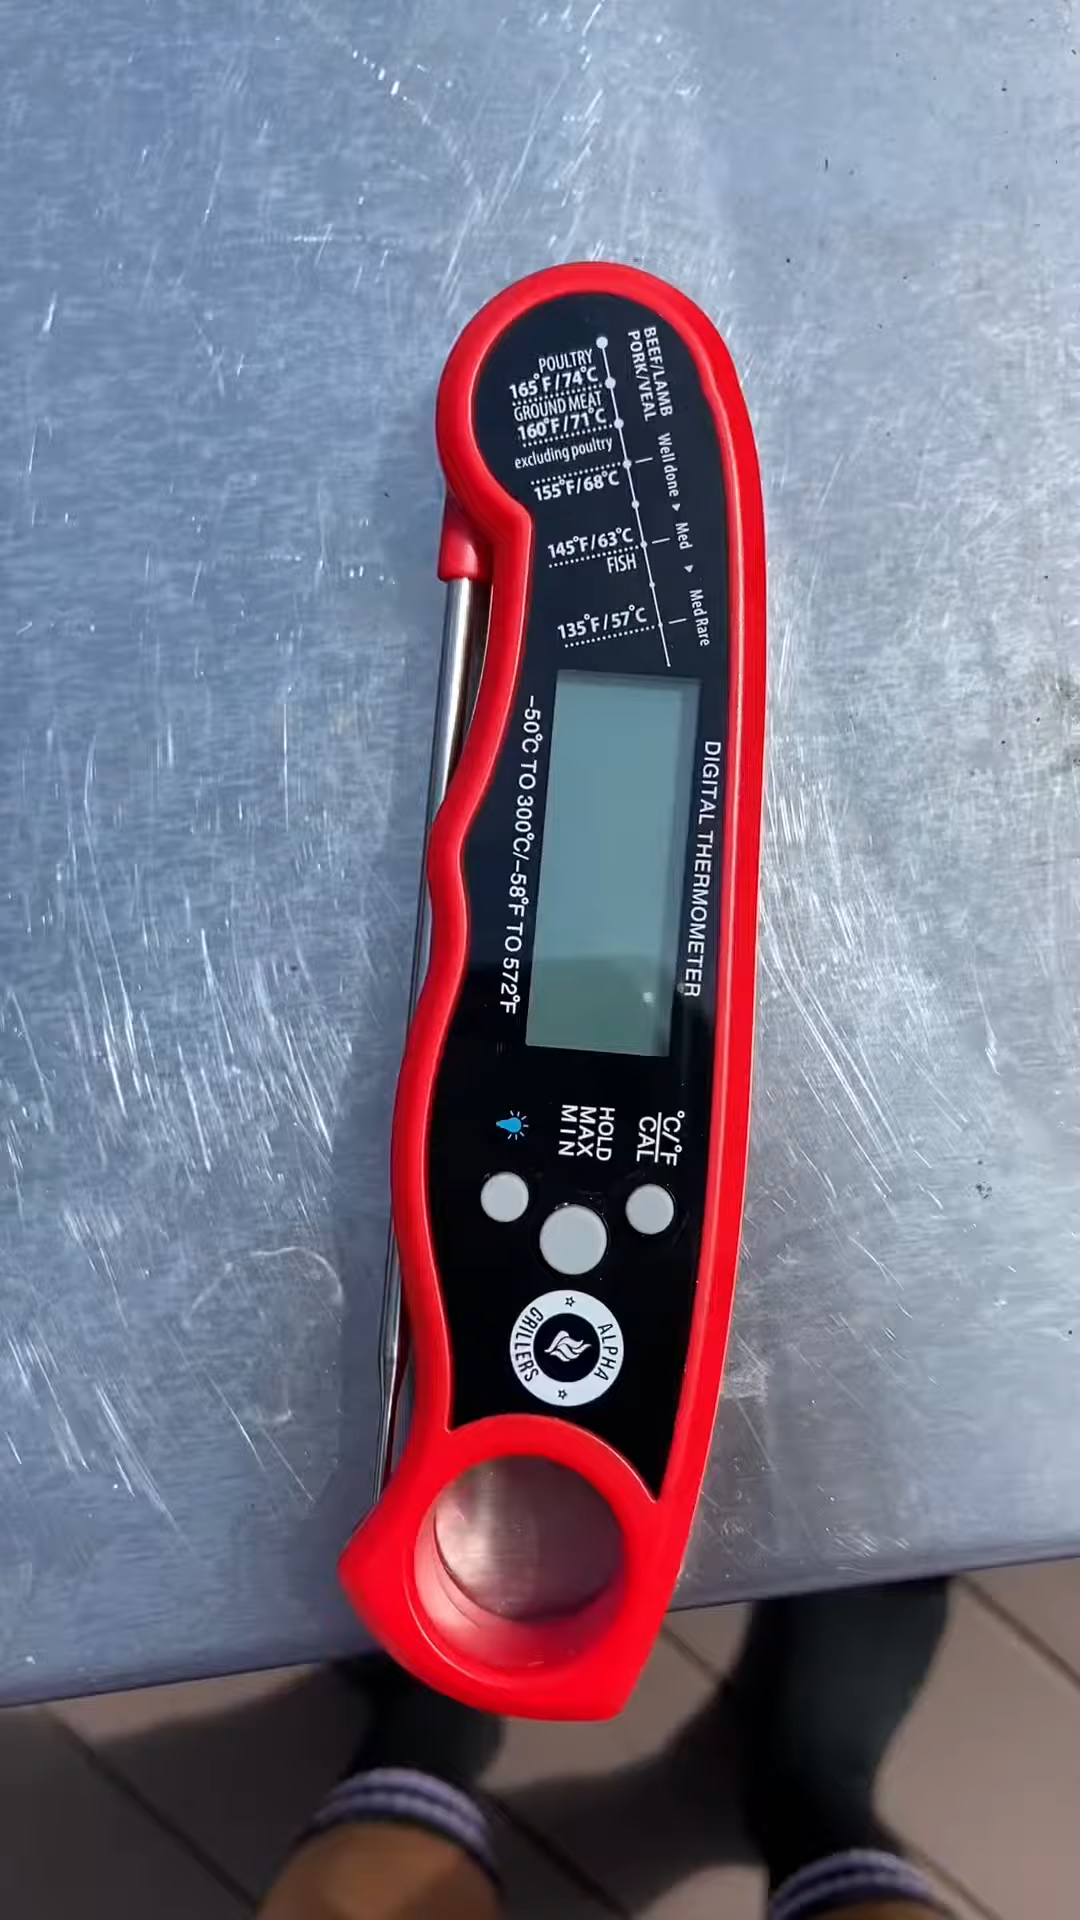 BEEF/LAMB
PORK/VEAL
Well done ▸ Med ▸ Med Rare
POULTRY
165°F/74°C
GROUND MEAT
160°F/71°C
excluding poultry
155°F/68°C
145°F/63°C
FISH
135°F/57°C
DIGITAL THERMOMETER
-50°C TO 300°C/-58°F TO 572°F
°C/°F
CAL
HOLD
MAX
MIN
ALPHA
GRILLERS